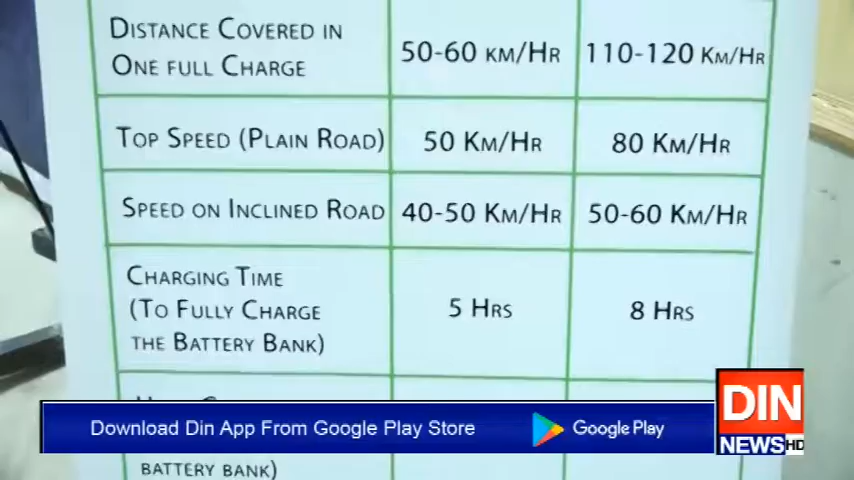 DISTANCE COVERED IN
ONE FULL CHARGE
50-60 KM/HR
110-120 KM/HR
TOP SPEED (PLAIN ROAD)
50 KM/HR
80 KM/HR
SPEED ON INCLINED ROAD
40-50 KM/HR
50-60 KM/HR
CHARGING TIME
(TO FULLY CHARGE
THE BATTERY BANK)
5 HRS
8 HRS
BATTERY BANK)
Download Din App From Google Play Store
Google Play
DIN
NEWS HD